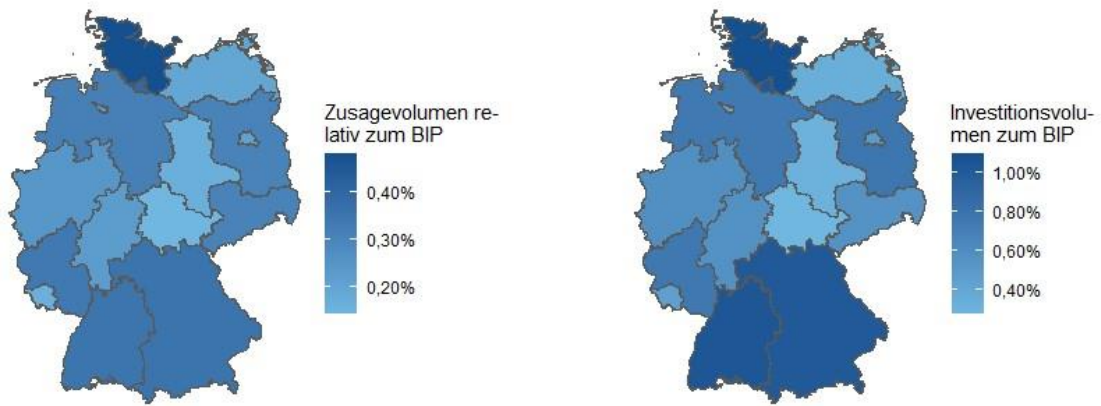 Zusagevolumen re-
lativ zum BIP
0,40%
0,30%
0,20%
Investitionsvolu-
men zum BIP
1,00%
0,80%
0,60%
0,40%